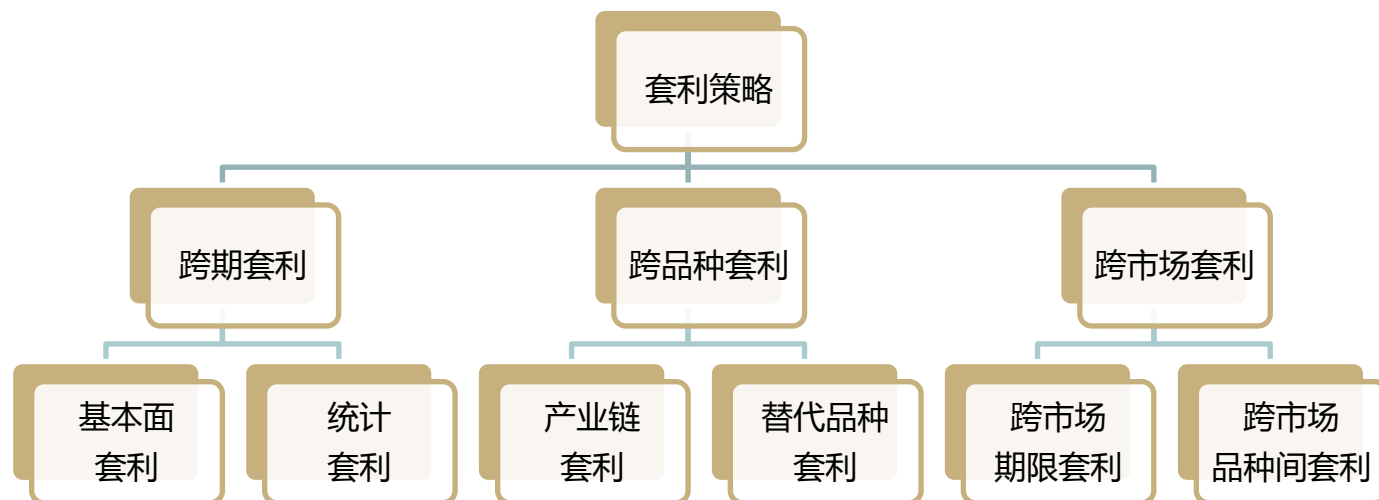 套利策略
跨期套利
跨品种套利
跨市场套利
基本面
套利
统计
套利
产业链
套利
替代品种
套利
跨市场
期限套利
跨市场
品种间套利